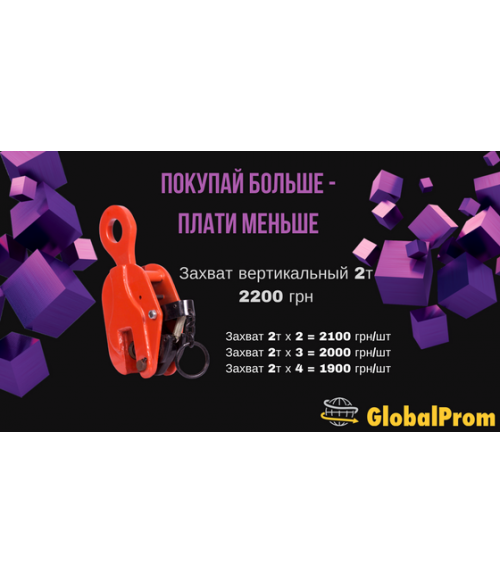 ПОКУПАЙ БОЛЬШЕ -
ПЛАТИ МЕНЬШЕ
Захват вертикальный 2т
2200 грн
Захват 2т х 2 = 2100 грн/шт
Захват 2т х 3 = 2000 грн/шт
Захват 2т х 4 = 1900 грн/шт
GlobalProm